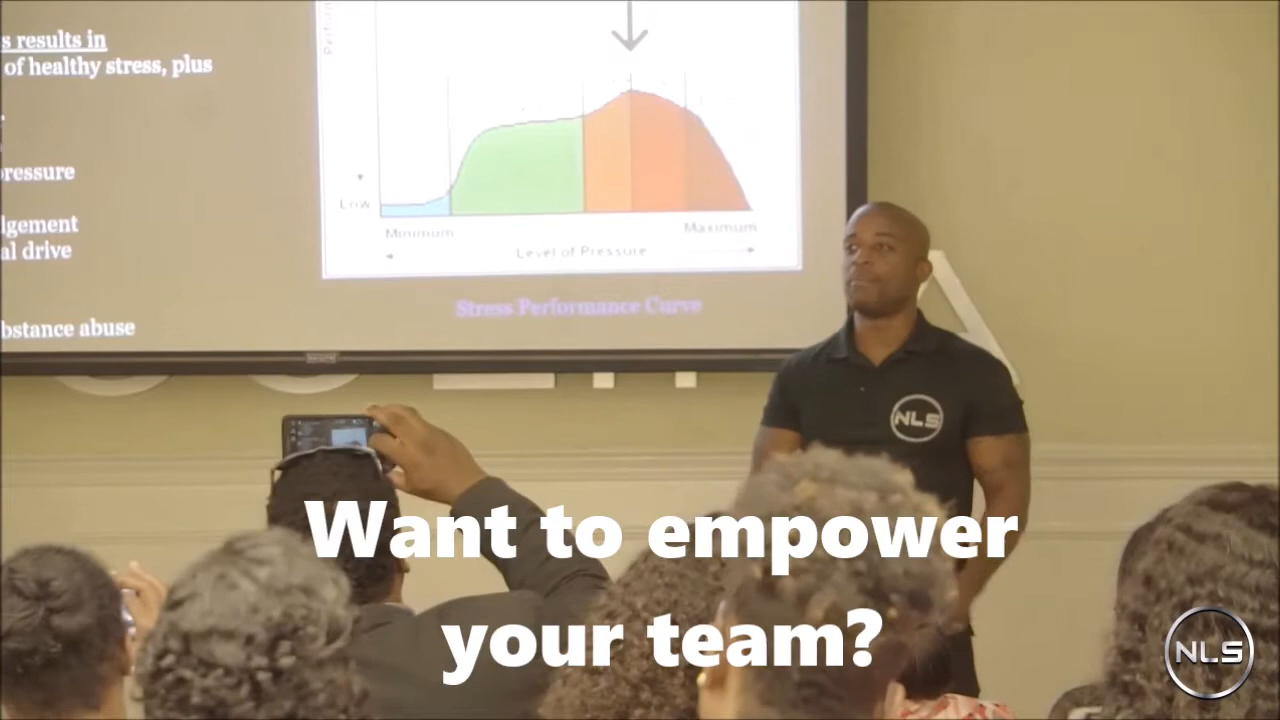 s results in
of healthy stress, plus
ressure
dgement
al drive
bstance abuse
Low
Minimum
Maximum
Level of Pressure
Stress Performance Curve
NLS
Want to empower
your team?
NLS